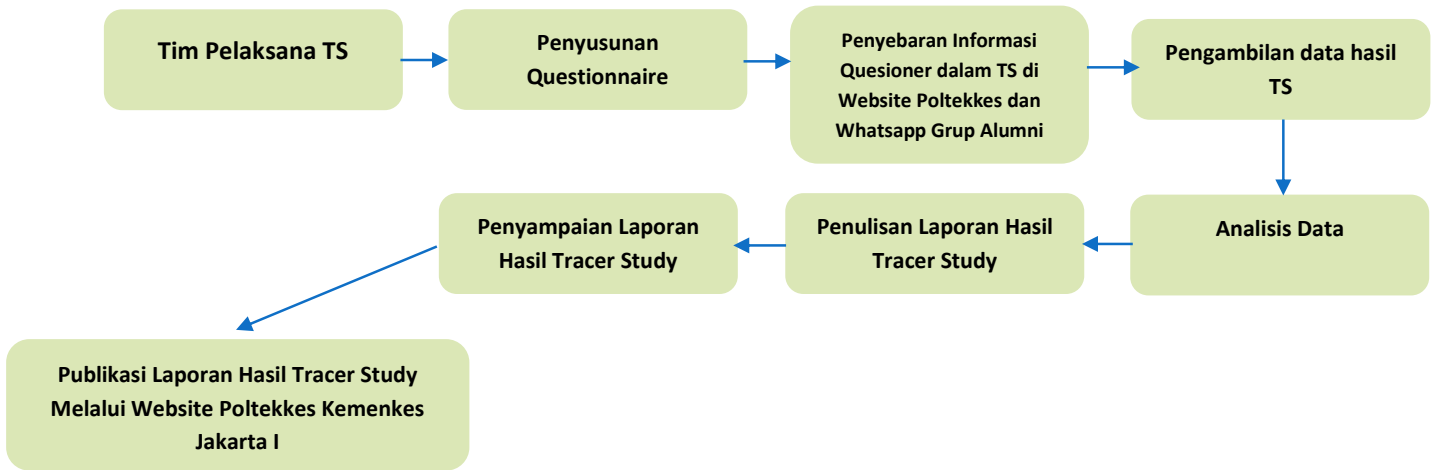 Tim Pelaksana TS
Penyusunan
Questionnaire
Penyebaran Informasi
Quesioner dalam TS di
Website Poltekkes dan
Whatsapp Grup Alumni
Pengambilan data hasil
TS
Analisis Data
Penulisan Laporan Hasil
Tracer Study
Penyampaian Laporan
Hasil Tracer Study
Publikasi Laporan Hasil Tracer Study
Melalui Website Poltekkes Kemenkes
Jakarta I